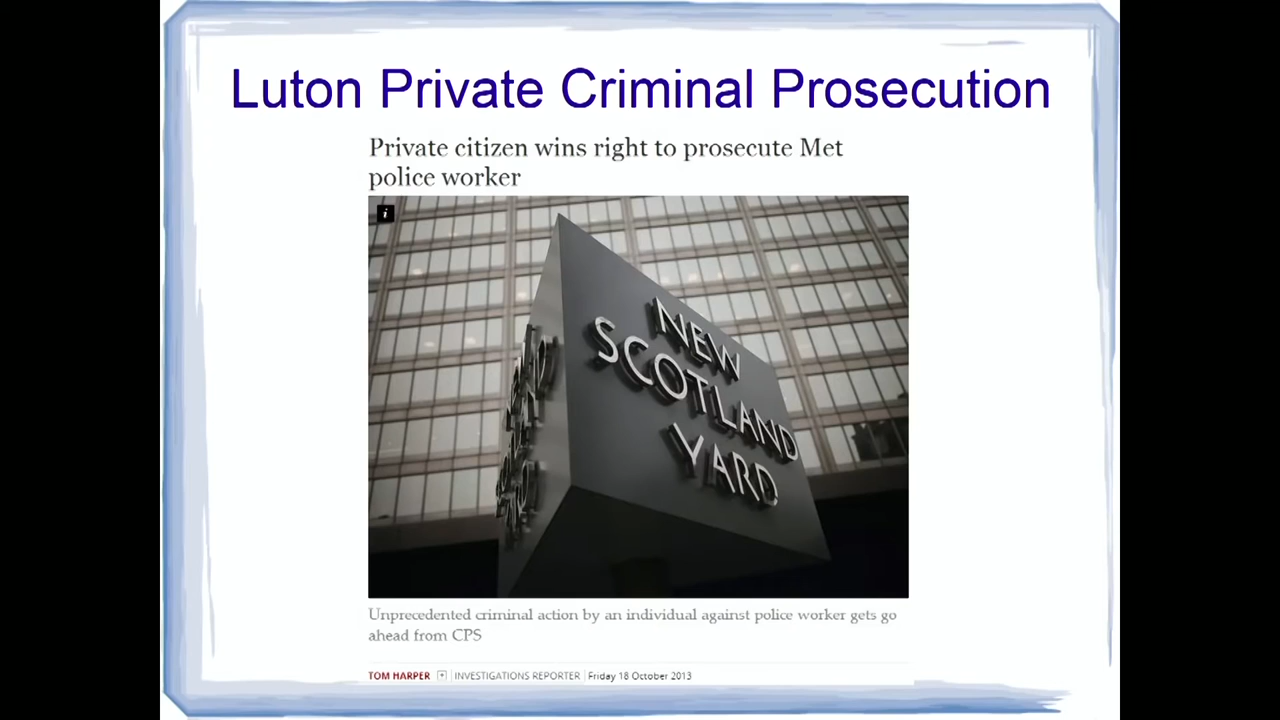 Luton Private Criminal Prosecution
Private citizen wins right to prosecute Met
police worker
i
NEW
SCOTLAND
YARD
Unprecedented criminal action by an individual against police worker gets go
ahead from CPS
TOM HARPER + INVESTIGATIONS REPORTER Friday 18 October 2013